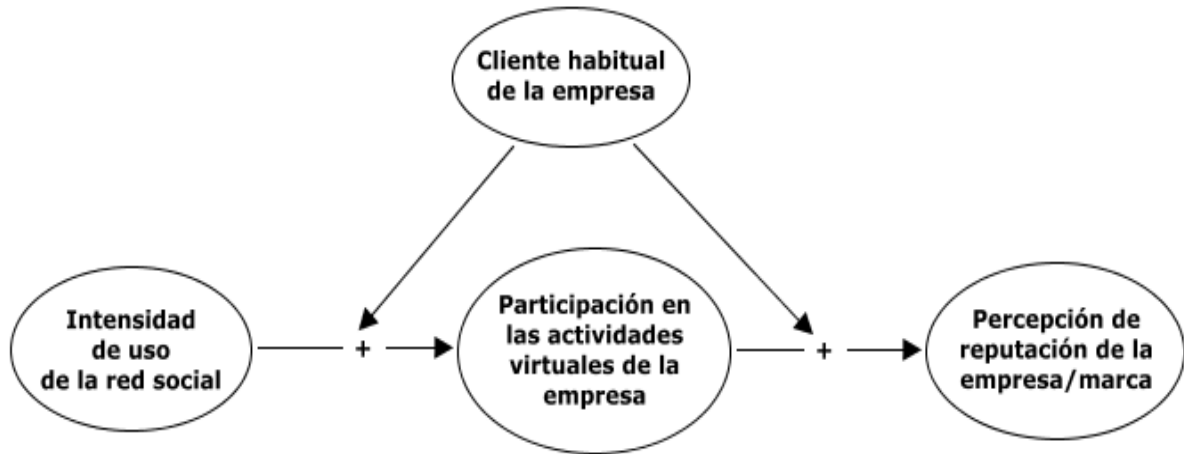 Cliente habitual
de la empresa
Intensidad
de uso
de la red social
+
Participación en
las actividades
virtuales de la
empresa
+
Percepción de
reputación de la
empresa/marca